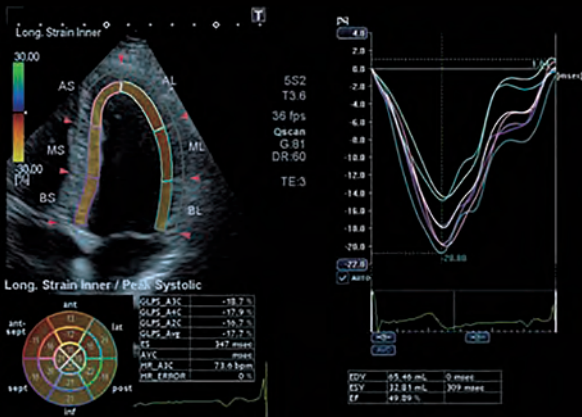 Long. Strain Inner
T
30.00
30.00
[%]
AS
AL
MS
ML
BS
BL
5S2
T3.6
36 fps
Qscan
G:81
DR:60
TE:3
[%]
4.0
0.00
-2.0
-4.0
-6.0
-8.0
-10.0
-12.0
-14.0
-16.0
-18.0
-20.0
-22.0
[msec]
-20.80
AUTO
AVC
Long. Strain Inner / Peak Systolic
ant
ant-sept
lat
sept
post
inf
GLPS_A3C -18.7 %
GLPS_A4C -17.9 %
GLPS_A2C -16.7 %
GLPS_Avg -17.7 %
ES 347 msec
AYC msec
HR_A3C 73.6 bpm
HR_ERROR 0 %
EDV 65.46 mL 0 msec
ESV 32.81 mL 309 msec
EF 49.89 %